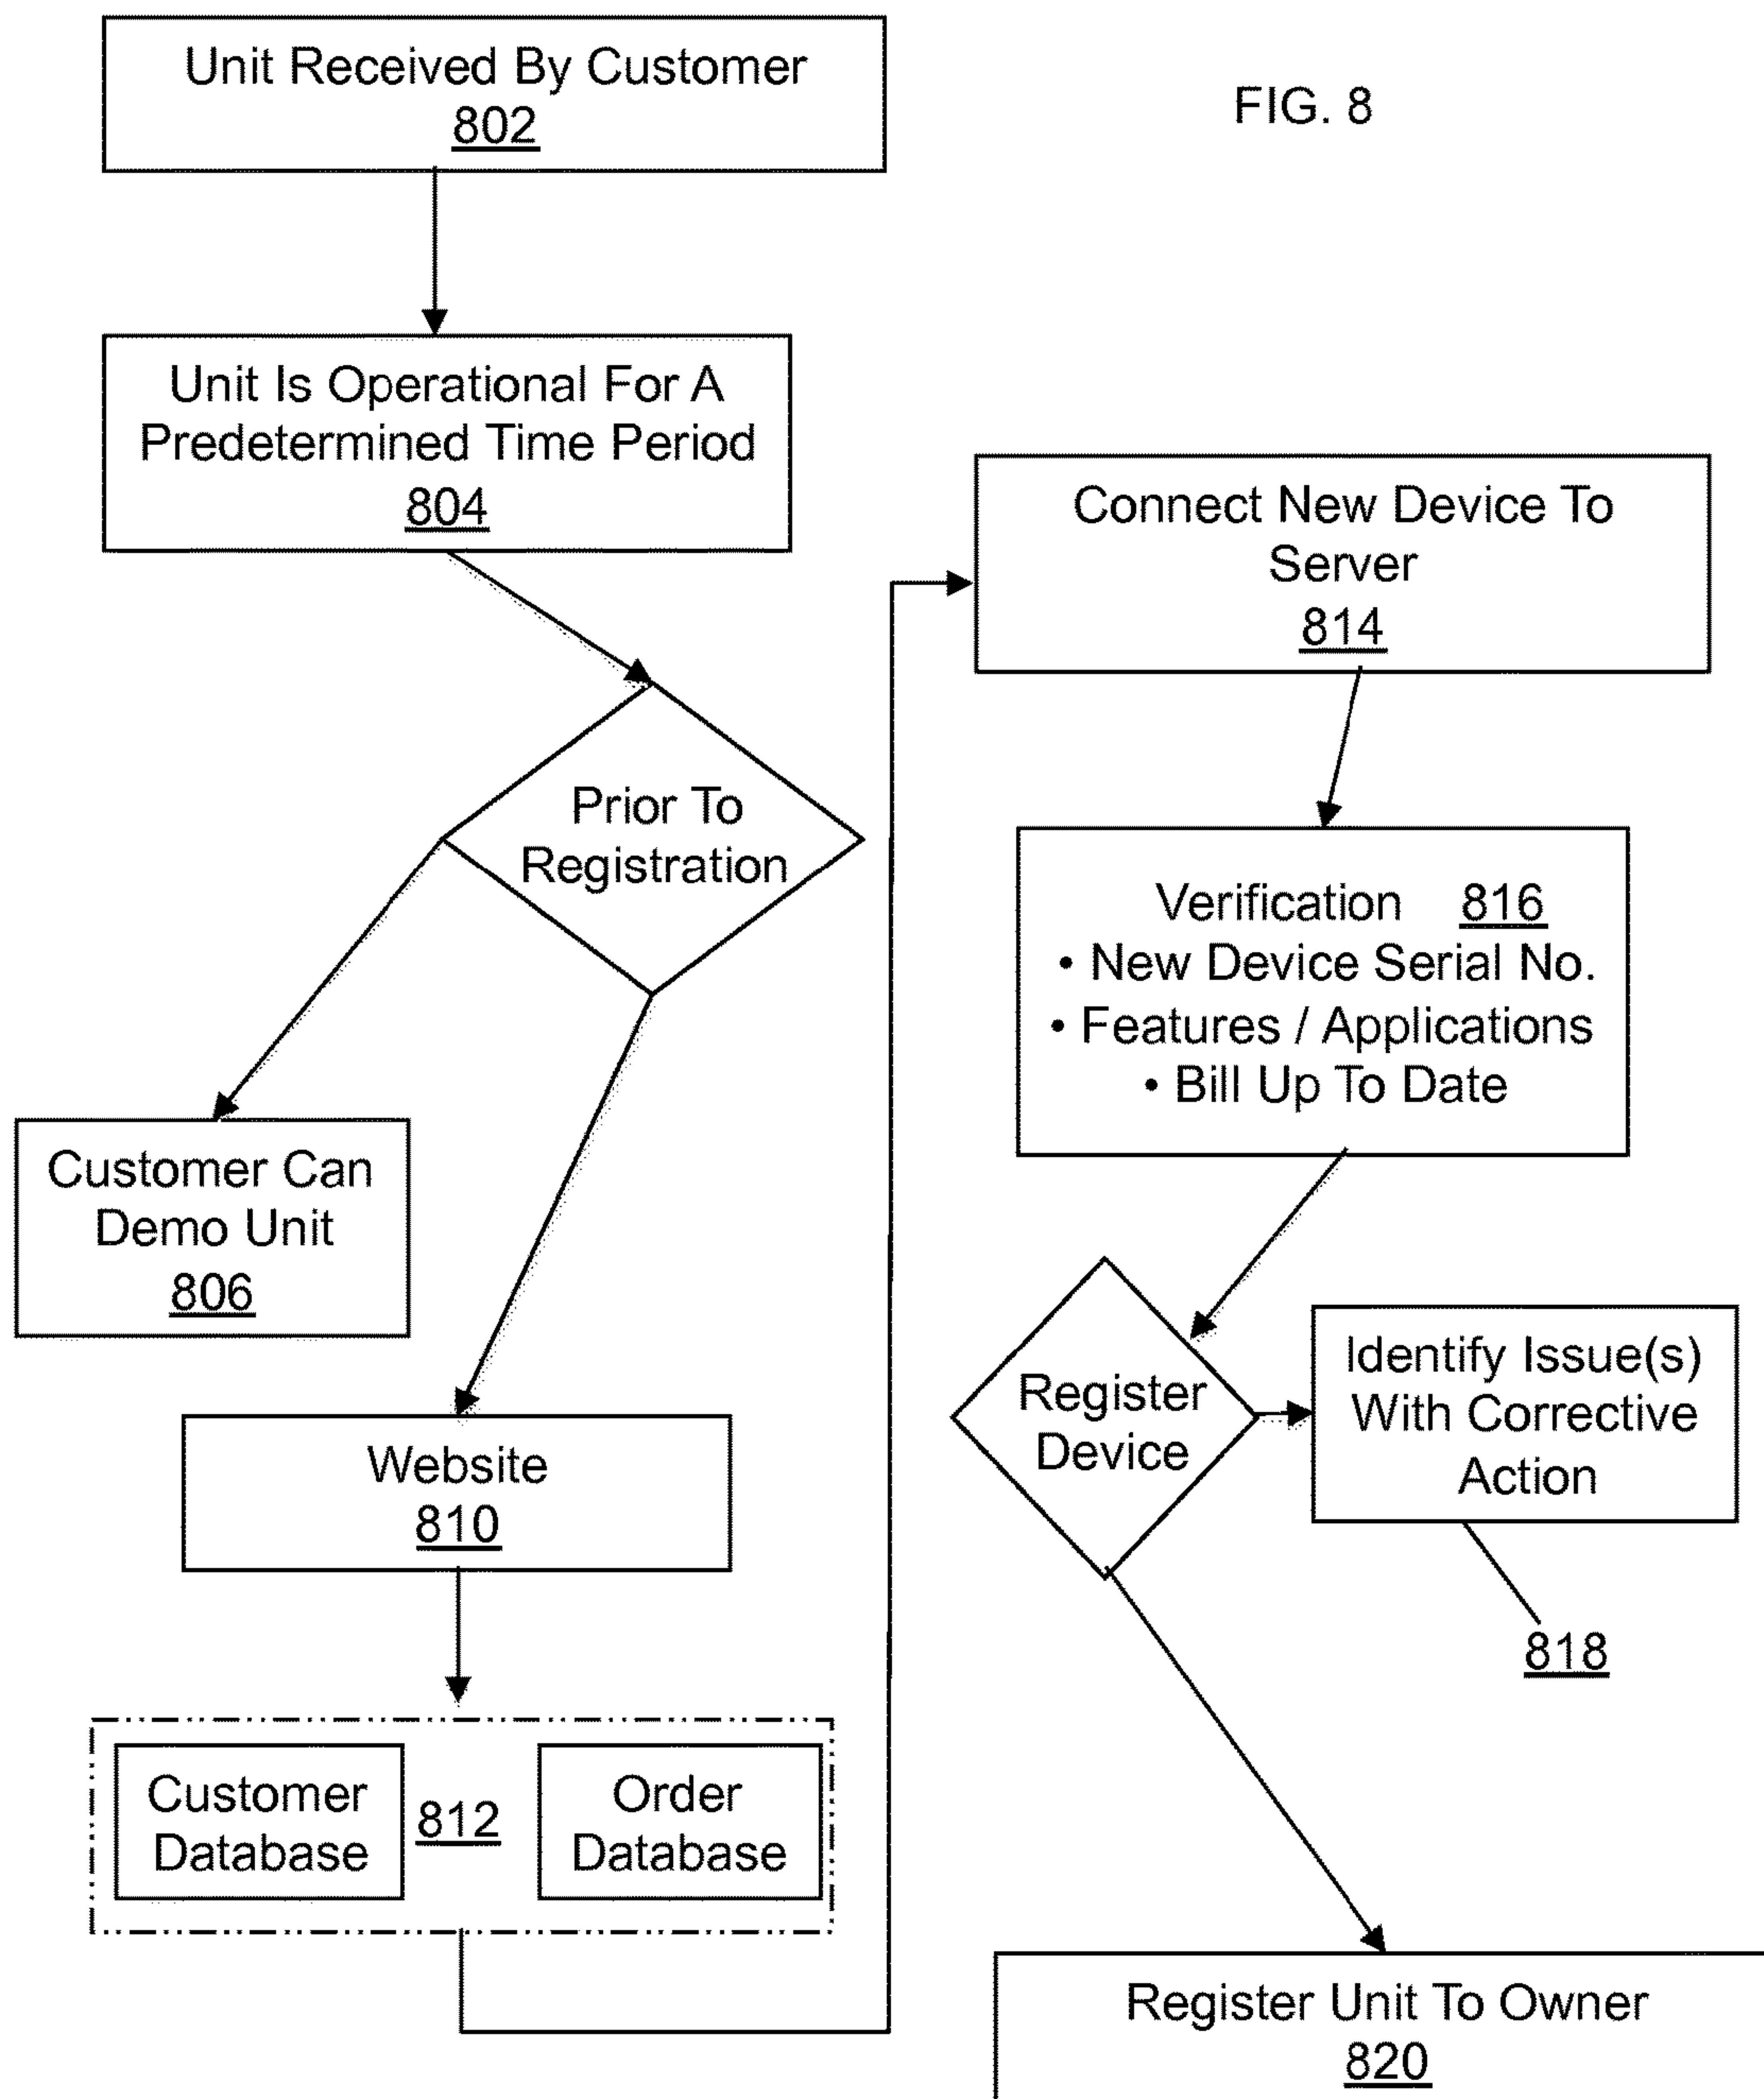 FIG. 8
Unit Received By Customer
802
Unit Is Operational For A
Predetermined Time Period
804
Prior To
Registration
Customer Can
Demo Unit
806
Website
810
Customer
Database
812
Order
Database
Connect New Device To
Server
814
Verification 816
• New Device Serial No.
• Features / Applications
• Bill Up To Date
Register
Device
Identify Issue(s)
With Corrective
Action
818
Register Unit To Owner
820